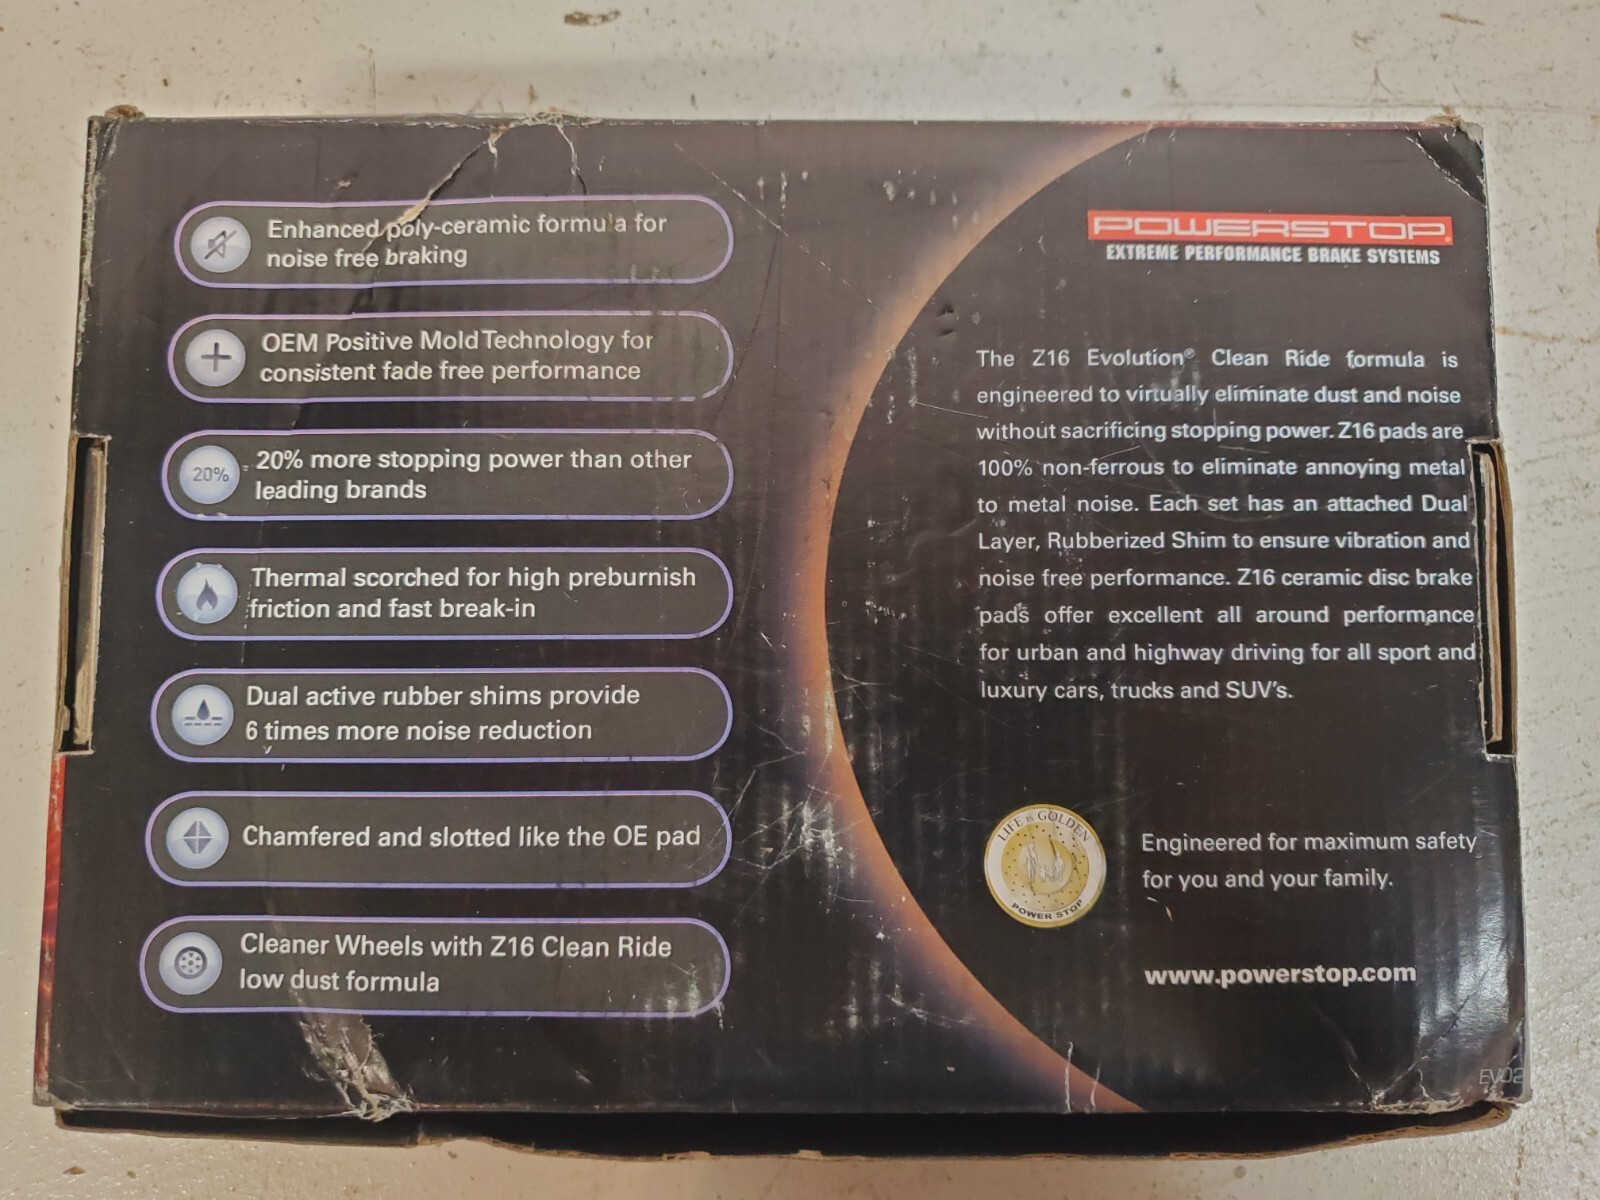 Enhanced poly-ceramic formula for
noise free braking
OEM Positive Mold Technology for
consistent fade free performance
20%
20% more stopping power than other
leading brands
Thermal scorched for high preburnish
friction and fast break-in
Dual active rubber shims provide
6 times more noise reduction
Chamfered and slotted like the OE pad
Cleaner Wheels with Z16 Clean Ride
low dust formula
POWERSTOP®
EXTREME PERFORMANCE BRAKE SYSTEMS
The Z16 Evolution® Clean Ride formula is
engineered to virtually eliminate dust and noise
without sacrificing stopping power. Z16 pads are
100% non-ferrous to eliminate annoying metal
to metal noise. Each set has an attached Dual
Layer, Rubberized Shim to ensure vibration and
noise free performance. Z16 ceramic disc brake
pads offer excellent all around performance
for urban and highway driving for all sport and
luxury cars, trucks and SUV's.
LIFE is GOLDEN
POWER STOP
Engineered for maximum safety
for you and your family.
www.powerstop.com
EV02